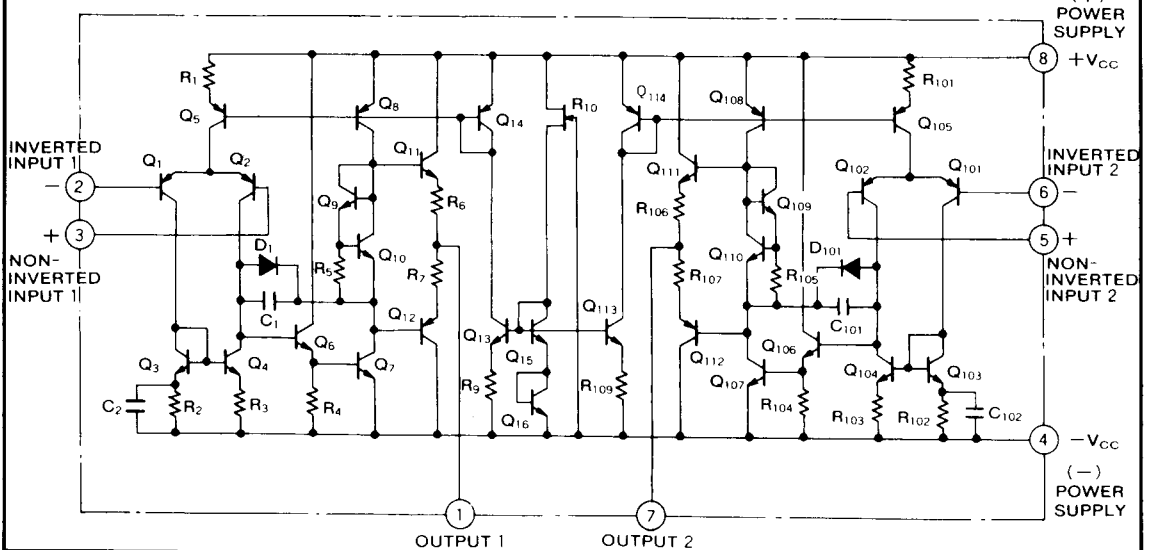 (+)
POWER
SUPPLY
8 +VCC
R1
R101
Q5
Q8
Q14
R10
Q114
Q108
Q105
INVERTED
INPUT 1
− 2
Q1
Q2
Q11
Q9
R6
Q111
Q102
Q101
INVERTED
INPUT 2
6 −
+ 3
NON-
INVERTED
INPUT 1
D1
R5
Q10
R7
R106
Q109
Q110
R107
D101
R105
5 +
NON-
INVERTED
INPUT 2
C1
Q12
Q6
Q7
Q13
Q15
Q113
Q112
C101
Q106
Q107
Q3
Q4
Q104
Q103
C2
R2
R3
R4
R9
Q16
R109
R104
R103
R102
C102
4 −VCC
(−)
POWER
SUPPLY
1
OUTPUT 1
7
OUTPUT 2